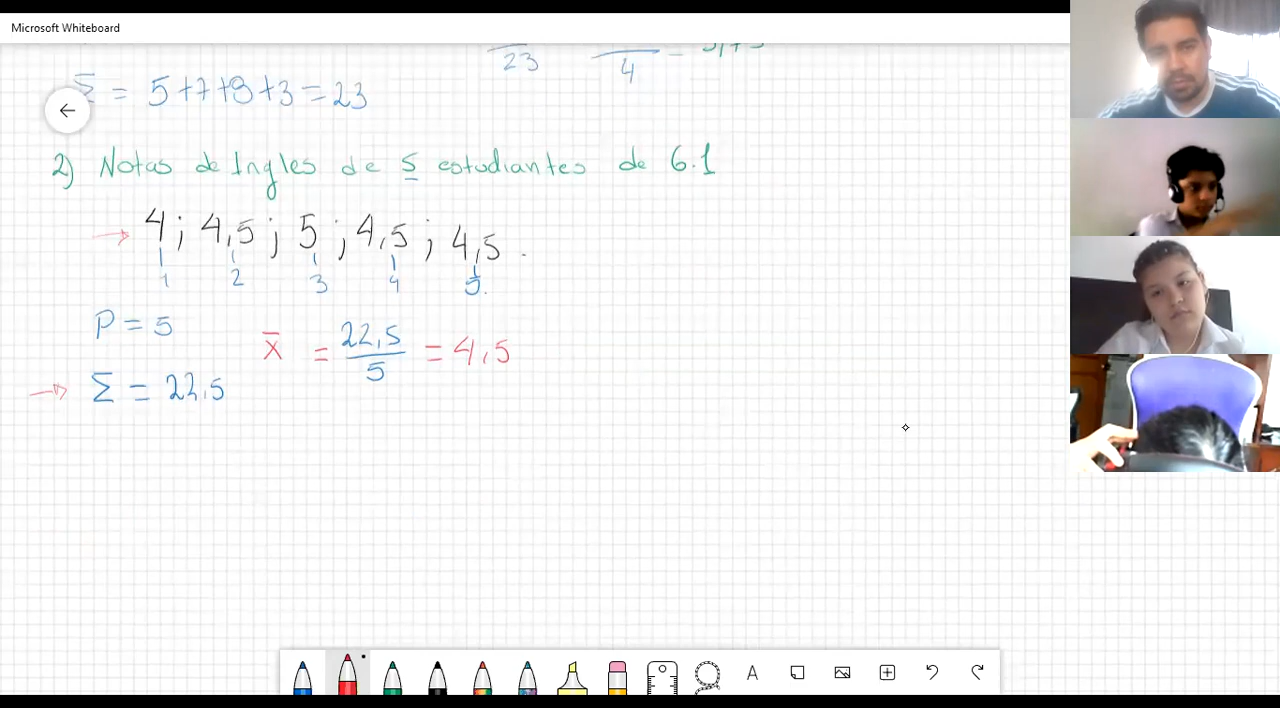 Microsoft Whiteboard
23 4 =
Σ = 5+7+8+3=23
2) Notas de Ingles de 5 estudiantes de 6.1
→ 4; 4,5; 5; 4,5; 4,5.
1 2 3 4 5.
P = 5
x̄ = 22,5 / 5 = 4,5
→ Σ = 22,5
A